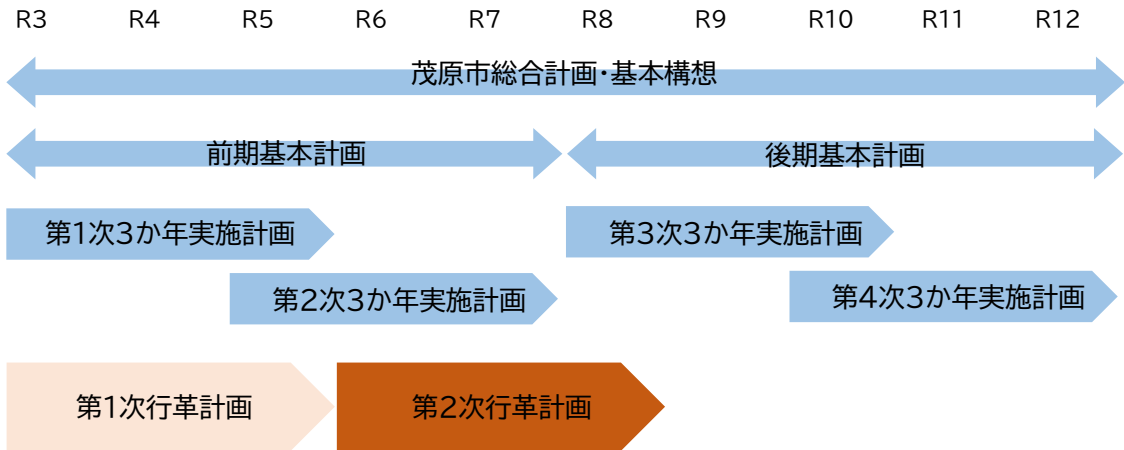 R3 R4 R5 R6 R7 R8 R9 R10 R11 R12
茂原市総合計画・基本構想
前期基本計画 後期基本計画
第1次3か年実施計画 第3次3か年実施計画
第2次3か年実施計画 第4次3か年実施計画
第1次行革計画 第2次行革計画